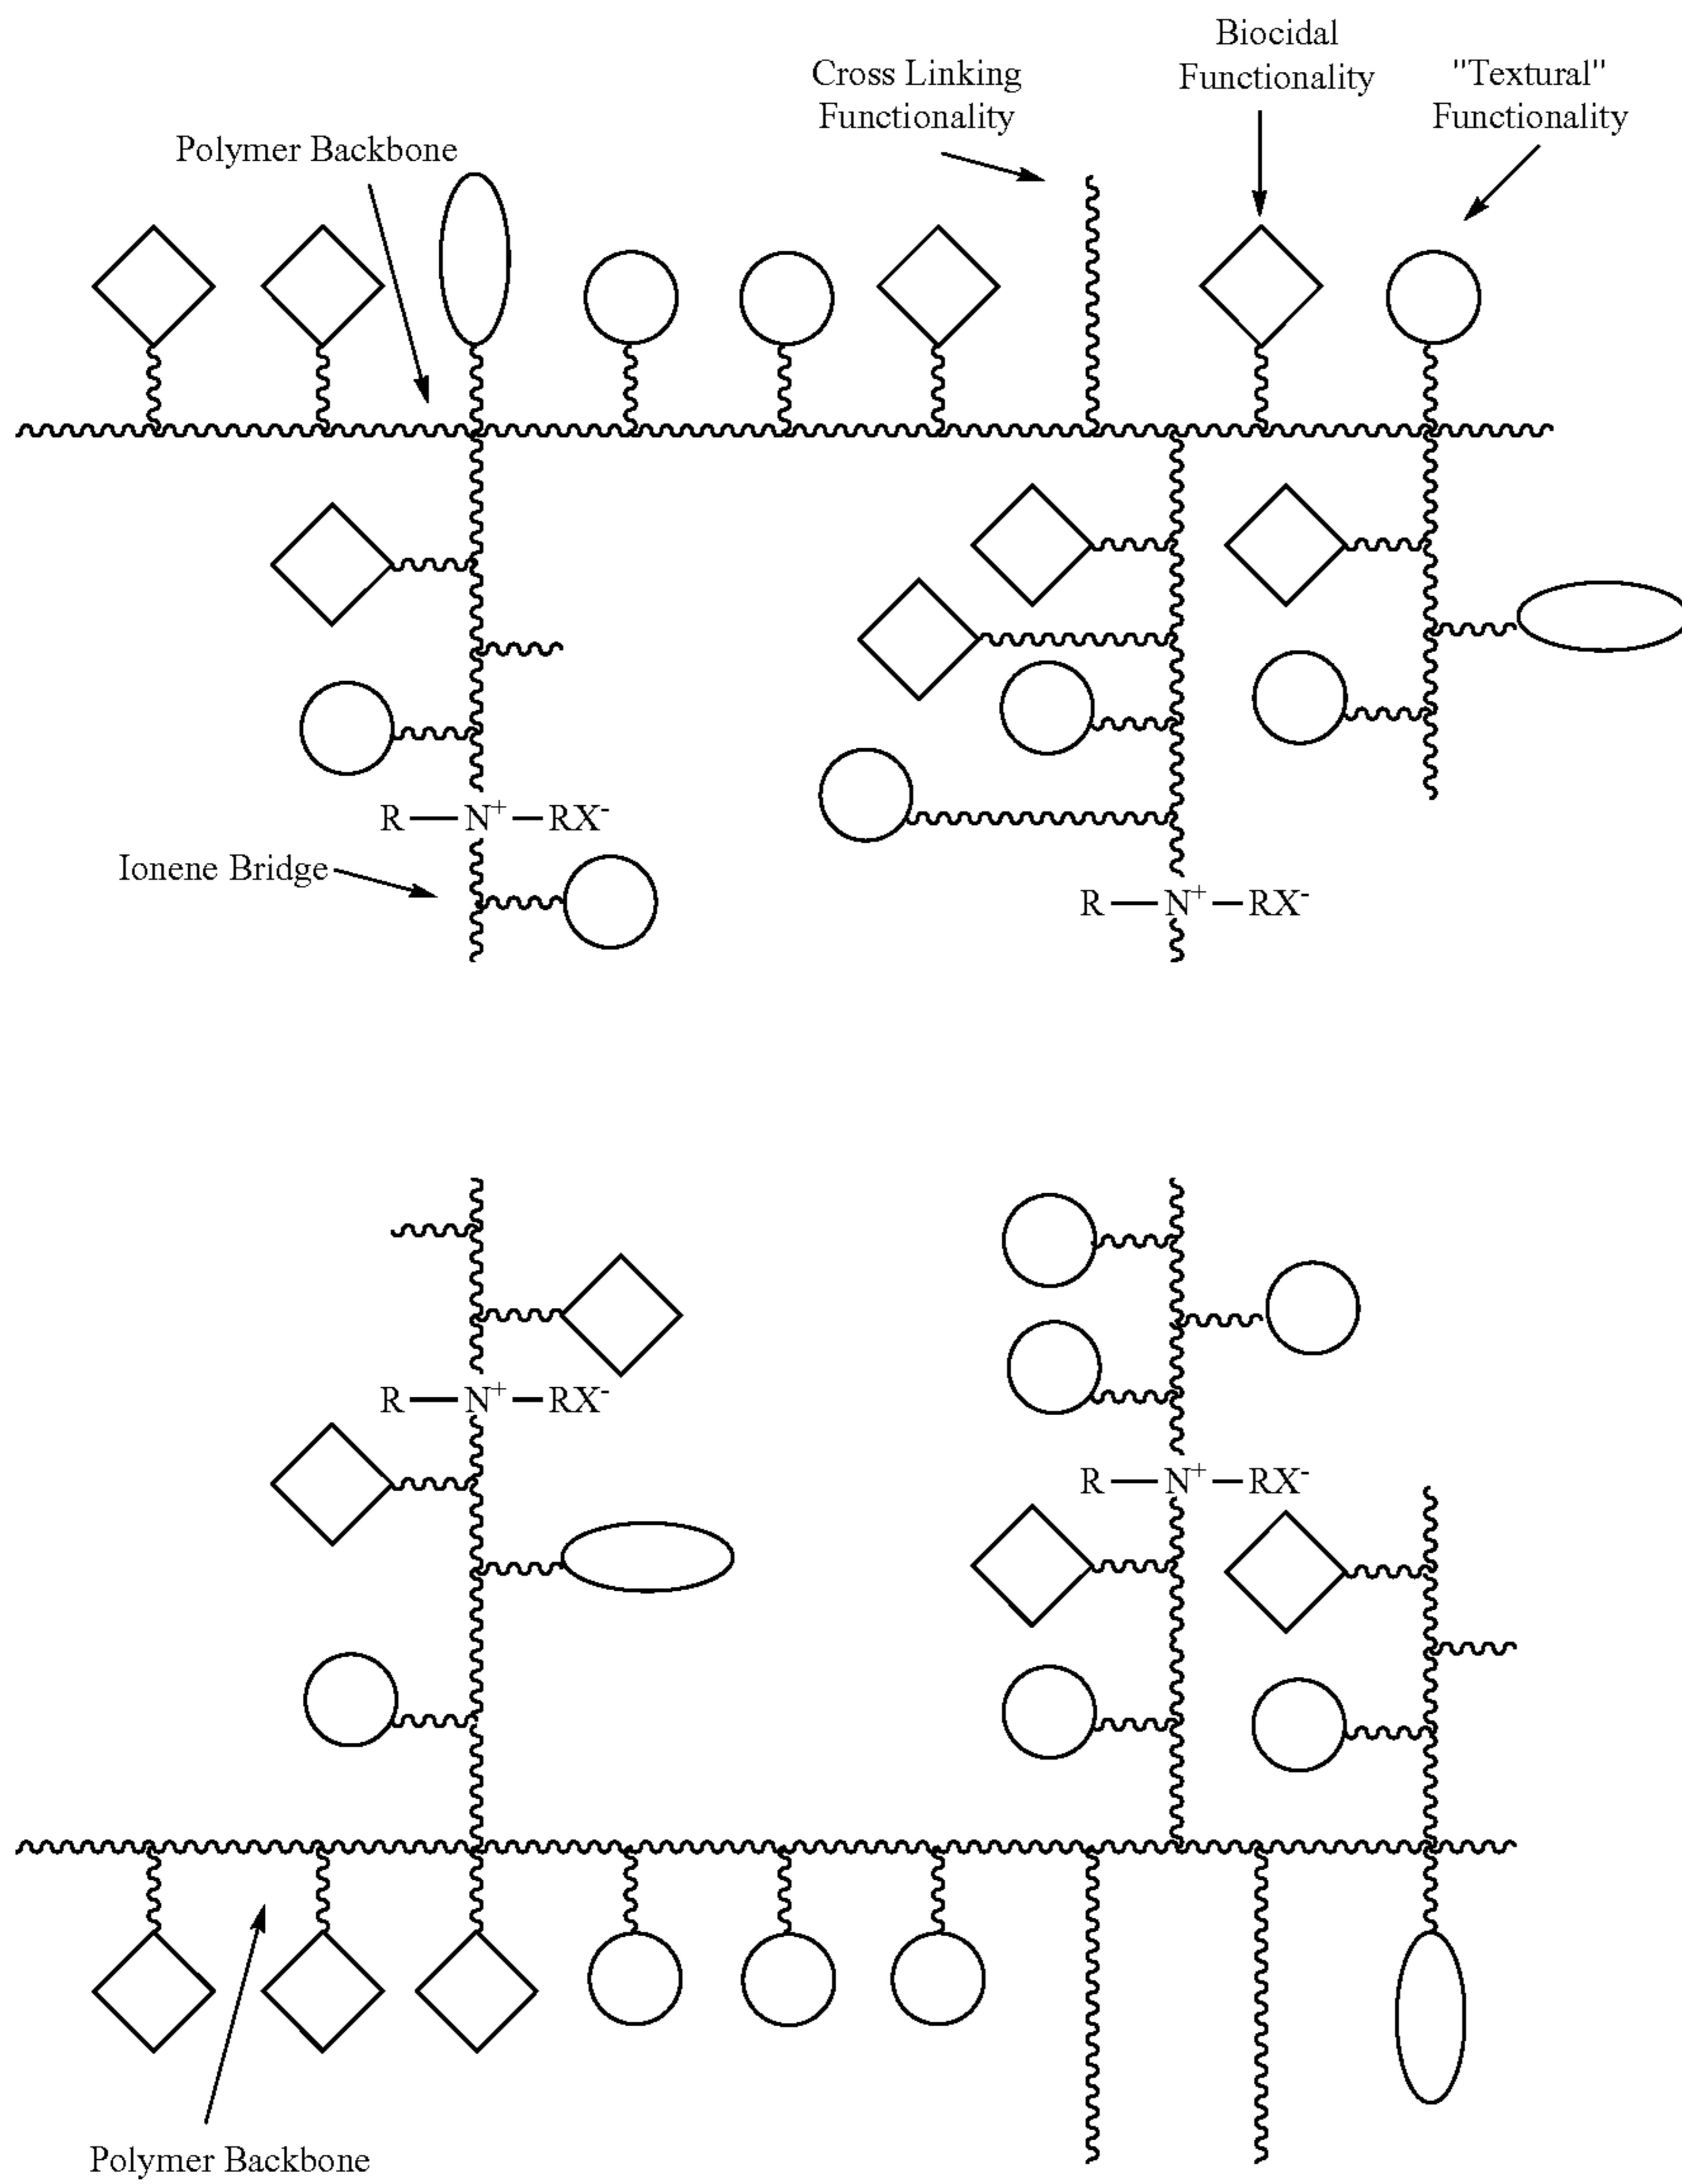 Biocidal
Functionality
Cross Linking
Functionality
"Textural"
Functionality
Polymer Backbone
R—N⁺—RX⁻
Ionene Bridge
R—N⁺—RX⁻
R—N⁺—RX⁻
R—N⁺—RX⁻
Polymer Backbone